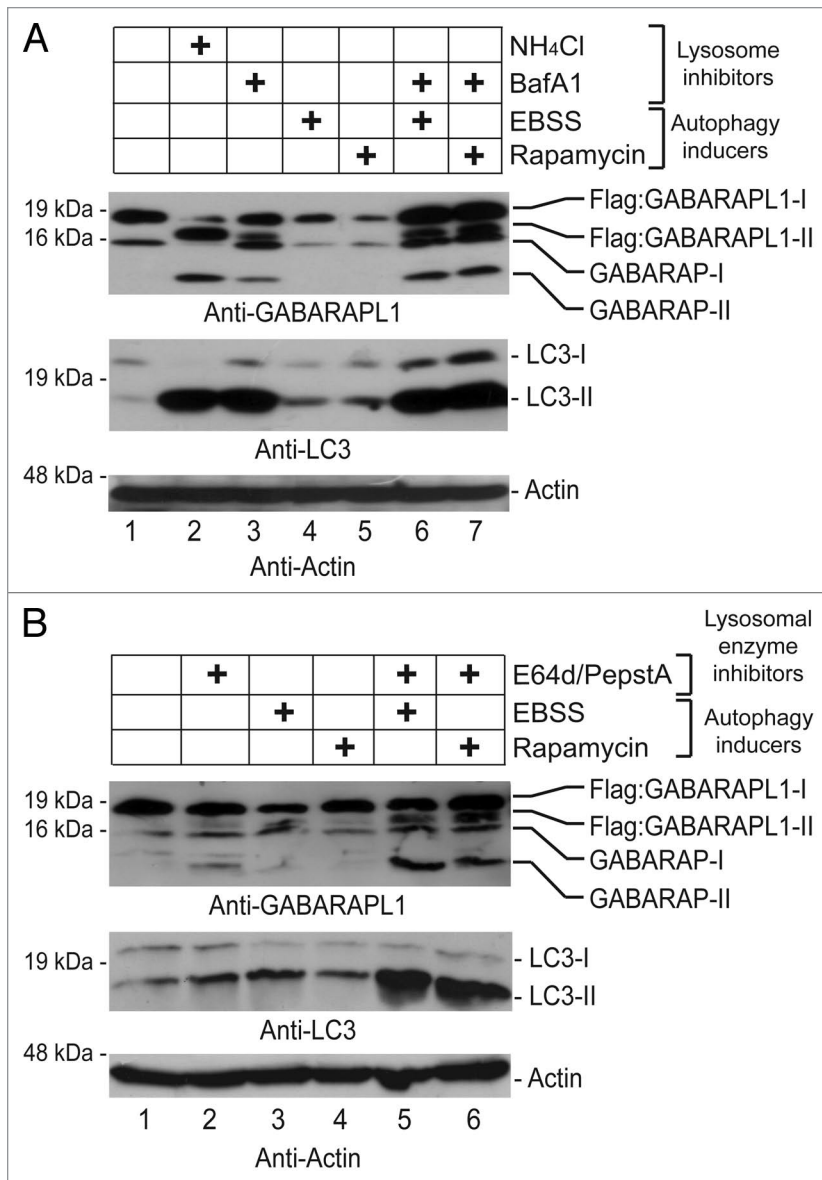 A
+ NH₄Cl
+ + + BafA1
Lysosome
inhibitors
+ + EBSS
+ + Rapamycin
Autophagy
inducers
19 kDa -
16 kDa -
Flag:GABARAPL1-I
Flag:GABARAPL1-II
GABARAP-I
GABARAP-II
Anti-GABARAPL1
19 kDa -
- LC3-I
- LC3-II
Anti-LC3
48 kDa -
- Actin
1 2 3 4 5 6 7
Anti-Actin
B
Lysosomal
enzyme
inhibitors
+ + + E64d/PepstA
+ + EBSS
+ + Rapamycin
Autophagy
inducers
19 kDa -
16 kDa -
Flag:GABARAPL1-I
Flag:GABARAPL1-II
GABARAP-I
GABARAP-II
Anti-GABARAPL1
19 kDa -
- LC3-I
- LC3-II
Anti-LC3
48 kDa -
- Actin
1 2 3 4 5 6
Anti-Actin